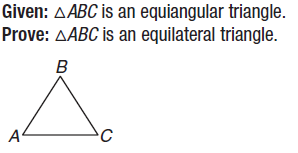 Given: △ABC is an equiangular triangle.
Prove: △ABC is an equilateral triangle.
B
A
C